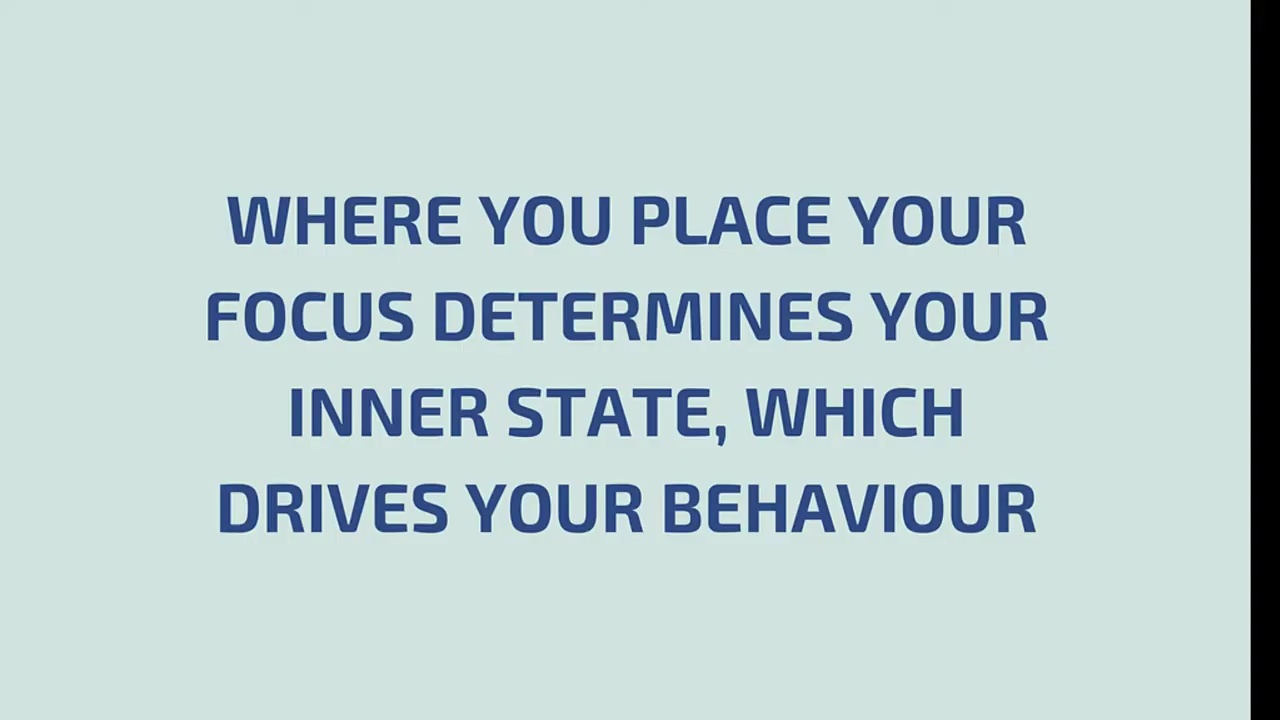 WHERE YOU PLACE YOUR
FOCUS DETERMINES YOUR
INNER STATE, WHICH
DRIVES YOUR BEHAVIOUR